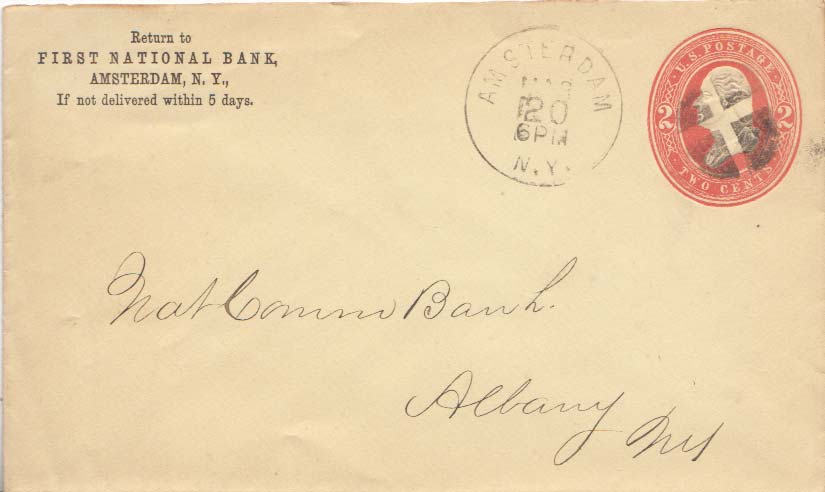 Return to
FIRST NATIONAL BANK,
AMSTERDAM, N. Y.,
If not delivered within 5 days.
AMSTERDAM
MAR
20
6PM
N.Y.
U.S. POSTAGE
2 2
TWO CENTS
Nat Comm Bank.
Albany
NY